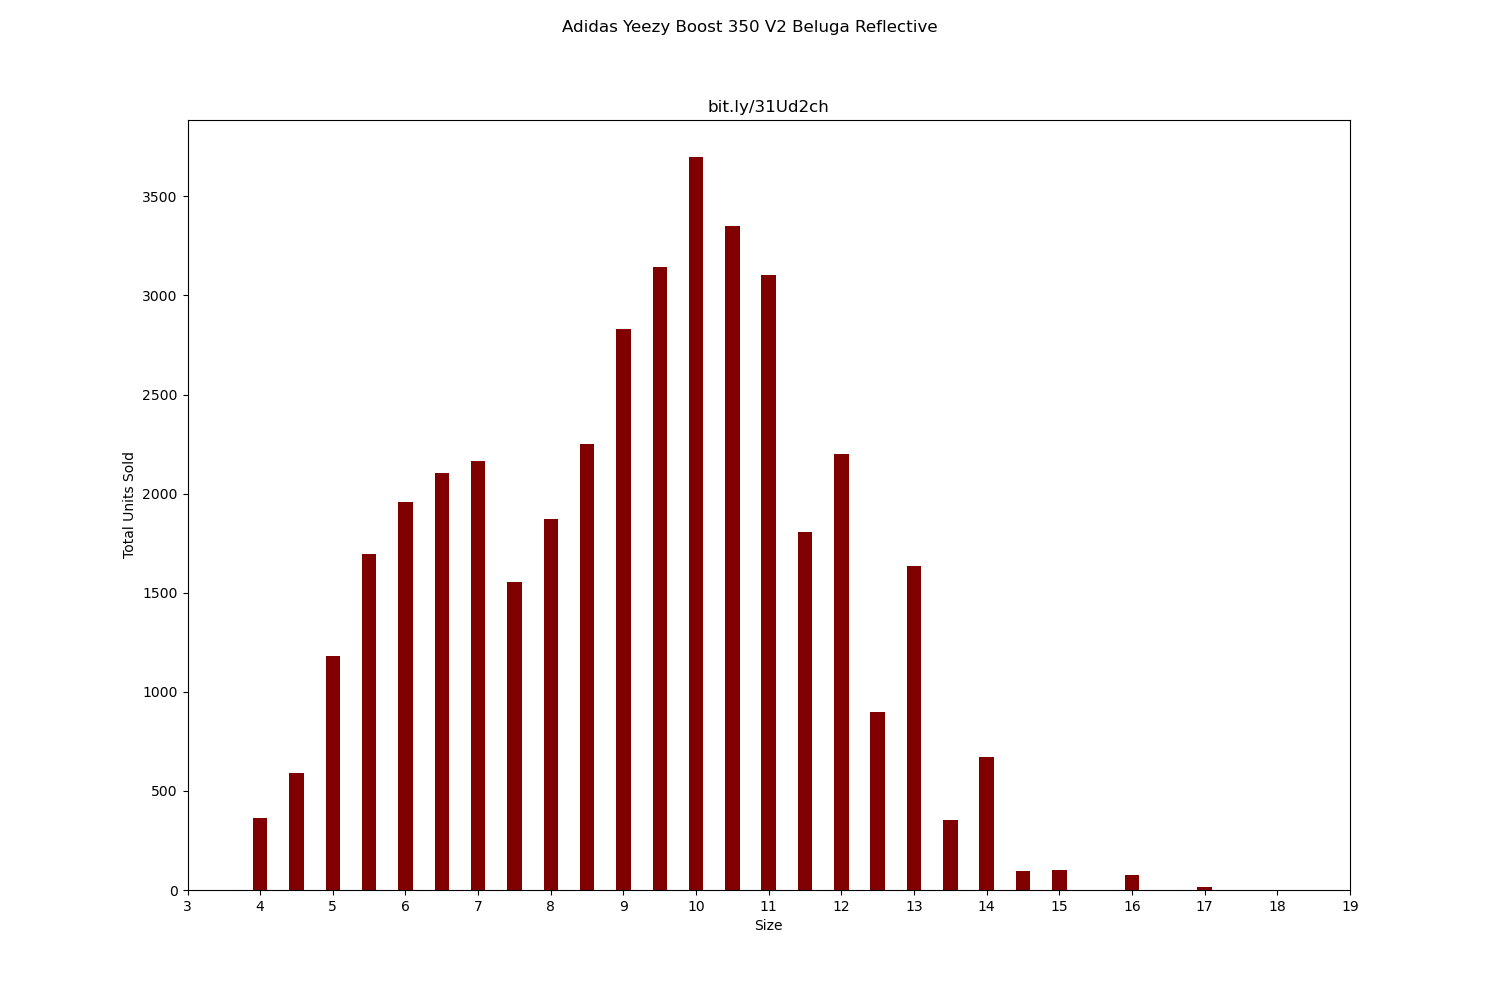 Adidas Yeezy Boost 350 V2 Beluga Reflective
bit.ly/31Ud2ch
3500
3000
2500
2000
1500
1000
500
0
Total Units Sold
3 4 5 6 7 8 9 10 11 12 13 14 15 16 17 18 19
Size